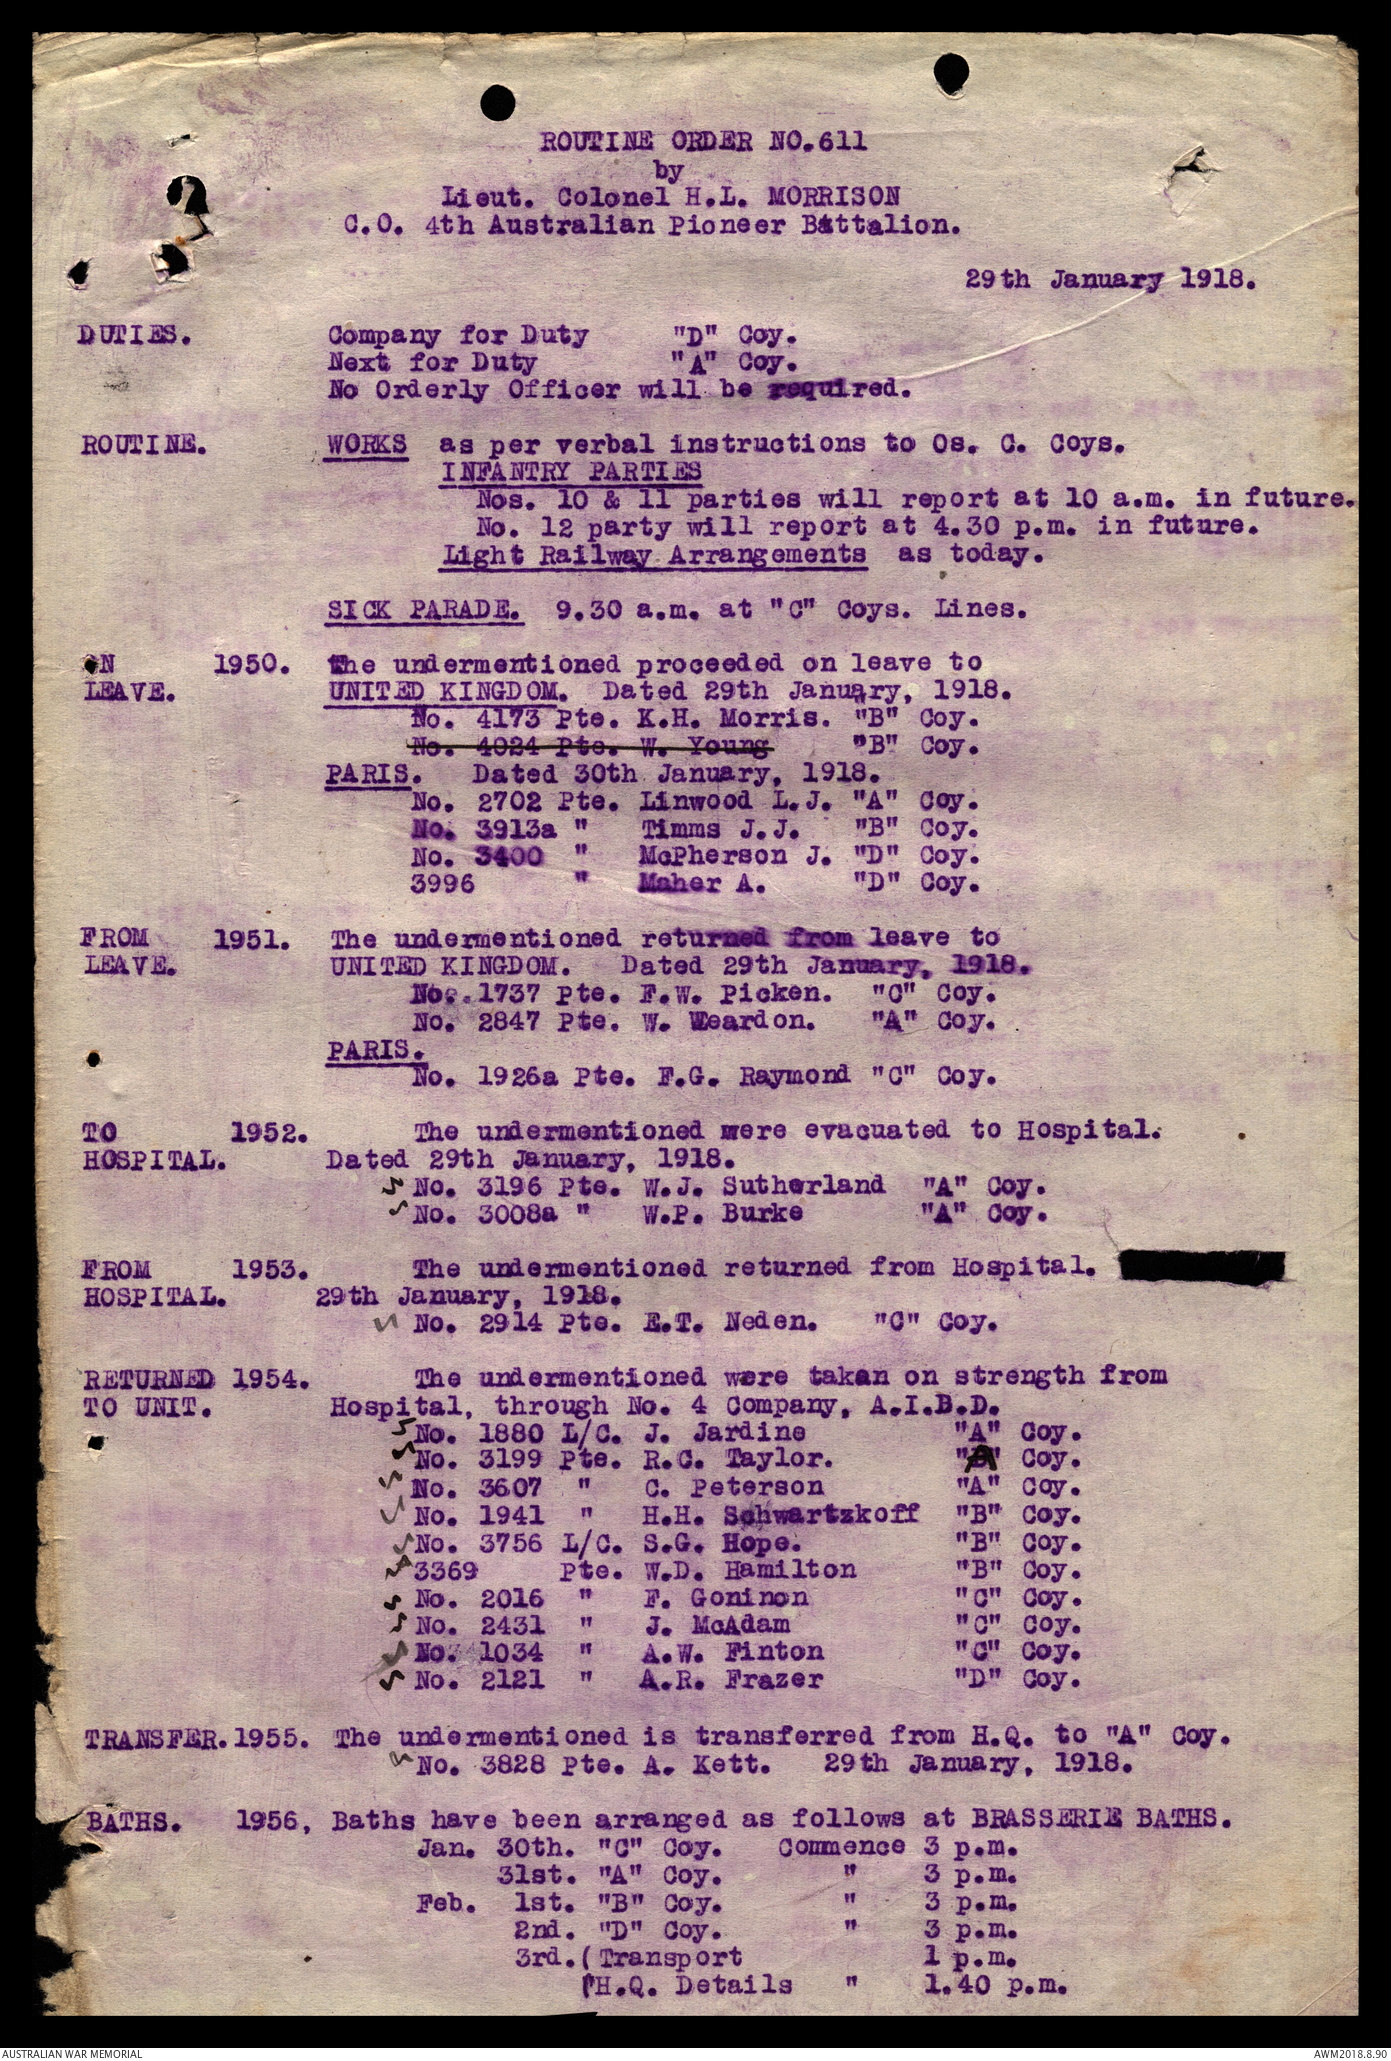 ROUTINE ORDER NO.611
by
Lieut. Colonel H.L. MORRISON
C.O. 4th Australian Pioneer Battalion.
29th January 1918.
DUTIES. Company for Duty "D" Coy.
Next for Duty "A" Coy.
No Orderly Officer will be required.
ROUTINE. WORKS as per verbal instructions to Os. C. Coys.
INFANTRY PARTIES
Nos. 10 & 11 parties will report at 10 a.m. in future.
No. 12 party will report at 4.30 p.m. in future.
Light Railway Arrangements as today.
SICK PARADE. 9.30 a.m. at "C" Coys. Lines.
ON 1950. The undermentioned proceeded on leave to
LEAVE. UNITED KINGDOM. Dated 29th January, 1918.
No. 4173 Pte. K.H. Morris. "B" Coy.
No. 4024 Pte. W. Young "B" Coy.
PARIS. Dated 30th January, 1918.
No. 2702 Pte. Linwood L.J. "A" Coy.
No. 3913a " Timms J.J. "B" Coy.
No. 3400 " McPherson J. "D" Coy.
3996 " Maher A. "D" Coy.
FROM 1951. The undermentioned returned from leave to
LEAVE. UNITED KINGDOM. Dated 29th January, 1918.
No. 1737 Pte. F.W. Picken. "C" Coy.
No. 2847 Pte. W. Weardon. "A" Coy.
PARIS.
No. 1926a Pte. F.G. Raymond "C" Coy.
TO 1952. The undermentioned were evacuated to Hospital.
HOSPITAL. Dated 29th January, 1918.
No. 3196 Pte. W.J. Sutherland "A" Coy.
No. 3008a " W.P. Burke "A" Coy.
FROM 1953. The undermentioned returned from Hospital.
HOSPITAL. 29th January, 1918.
No. 2914 Pte. E.T. Neden. "C" Coy.
RETURNED 1954. The undermentioned were taken on strength from
TO UNIT. Hospital, through No. 4 Company, A.I.B.D.
No. 1880 L/C. J. Jardine "A" Coy.
No. 3199 Pte. R.C. Taylor. "A" Coy.
No. 3607 " C. Peterson "A" Coy.
No. 1941 " H.H. Schwartzkoff "B" Coy.
No. 3756 L/C. S.G. Hope. "B" Coy.
3369 Pte. W.D. Hamilton "B" Coy.
No. 2016 " F. Goninon "C" Coy.
No. 2431 " J. McAdam "C" Coy.
No. 1034 " A.W. Finton "C" Coy.
No. 2121 " A.R. Frazer "D" Coy.
TRANSFER. 1955. The undermentioned is transferred from H.Q. to "A" Coy.
No. 3828 Pte. A. Kett. 29th January, 1918.
BATHS. 1956, Baths have been arranged as follows at BRASSERIE BATHS.
Jan. 30th. "C" Coy. Commence 3 p.m.
31st. "A" Coy. " 3 p.m.
Feb. 1st. "B" Coy. " 3 p.m.
2nd. "D" Coy. " 3 p.m.
3rd.(Transport 1 p.m.
(H.Q. Details " 1.40 p.m.
AUSTRALIAN WAR MEMORIAL AWM2018.8.90